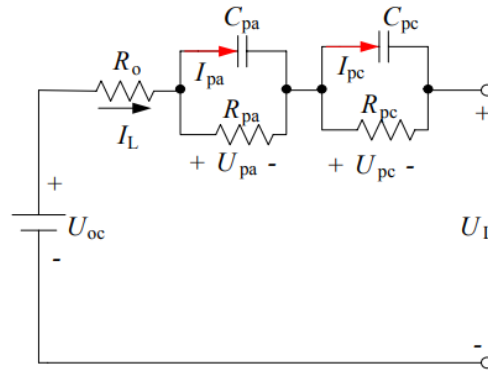 C_pa C_pc
R_o I_pa I_pc
R_pa R_pc
I_L
+ U_pa - + U_pc - +
+
U_oc U_L
- -